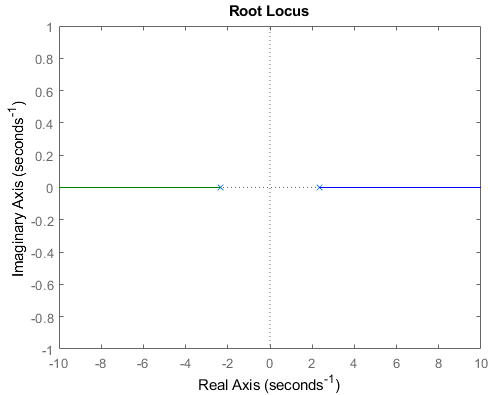 Root Locus
Imaginary Axis (seconds-1)
1
0.8
0.6
0.4
0.2
0
-0.2
-0.4
-0.6
-0.8
-1
-10 -8 -6 -4 -2 0 2 4 6 8 10
Real Axis (seconds-1)